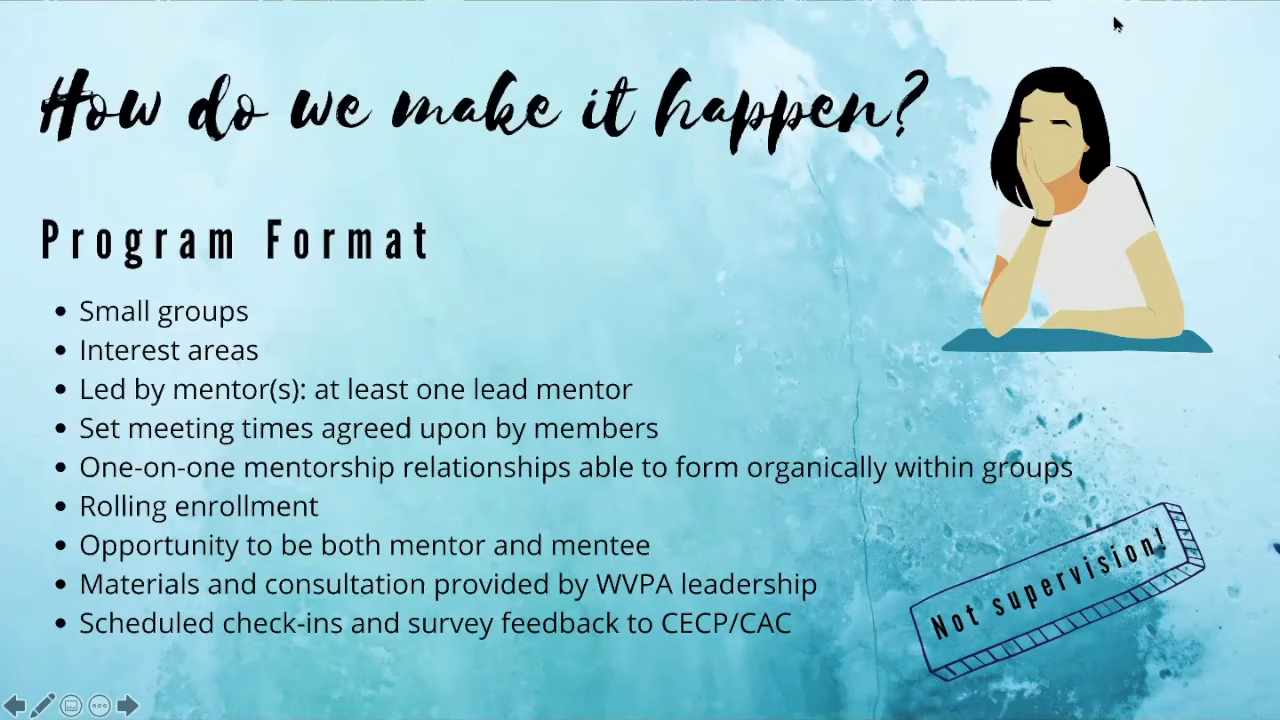 How do we make it happen?
Program Format
• Small groups
• Interest areas
• Led by mentor(s): at least one lead mentor
• Set meeting times agreed upon by members
• One-on-one mentorship relationships able to form organically within groups
• Rolling enrollment
• Opportunity to be both mentor and mentee
• Materials and consultation provided by WVPA leadership
• Scheduled check-ins and survey feedback to CECP/CAC
Not supervision!